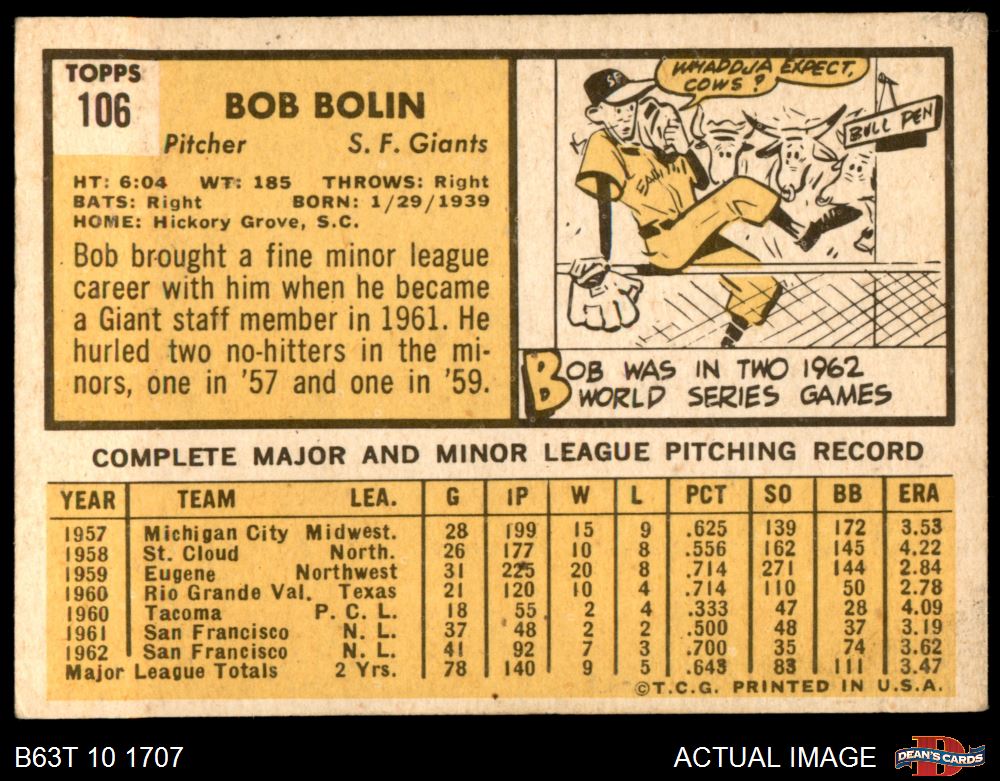 TOPPS
106
BOB BOLIN
Pitcher S. F. Giants
HT: 6:04 WT: 185 THROWS: Right
BATS: Right BORN: 1/29/1939
HOME: Hickory Grove, S.C.
Bob brought a fine minor league
career with him when he became
a Giant staff member in 1961. He
hurled two no-hitters in the mi-
nors, one in '57 and one in '59.
WHADDJA EXPECT,
COWS?
BULL PEN
SF
BOB WAS IN TWO 1962
WORLD SERIES GAMES
COMPLETE MAJOR AND MINOR LEAGUE PITCHING RECORD
YEAR TEAM LEA. G IP W L PCT SO BB ERA
1957 Michigan City Midwest. 28 199 15 9 .625 139 172 3.53
1958 St. Cloud North. 26 177 10 8 .556 162 145 4.22
1959 Eugene Northwest 31 225 20 8 .714 271 144 2.84
1960 Rio Grande Val. Texas 21 120 10 4 .714 110 50 2.78
1960 Tacoma P. C. L. 18 55 2 4 .333 47 28 4.09
1961 San Francisco N. L. 37 48 2 2 .500 48 37 3.19
1962 San Francisco N. L. 41 92 7 3 .700 35 74 3.62
Major League Totals 2 Yrs. 78 140 9 5 .643 83 111 3.47
©T.C.G. PRINTED IN U.S.A.
B63T 10 1707 ACTUAL IMAGE
DEAN'S CARDS